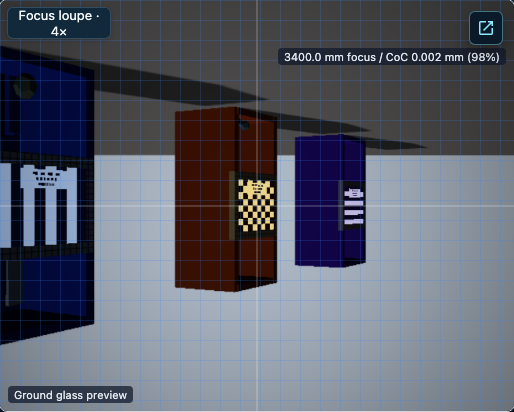 Focus loupe ·
4×
3400.0 mm focus / CoC 0.002 mm (98%)
Ground glass preview